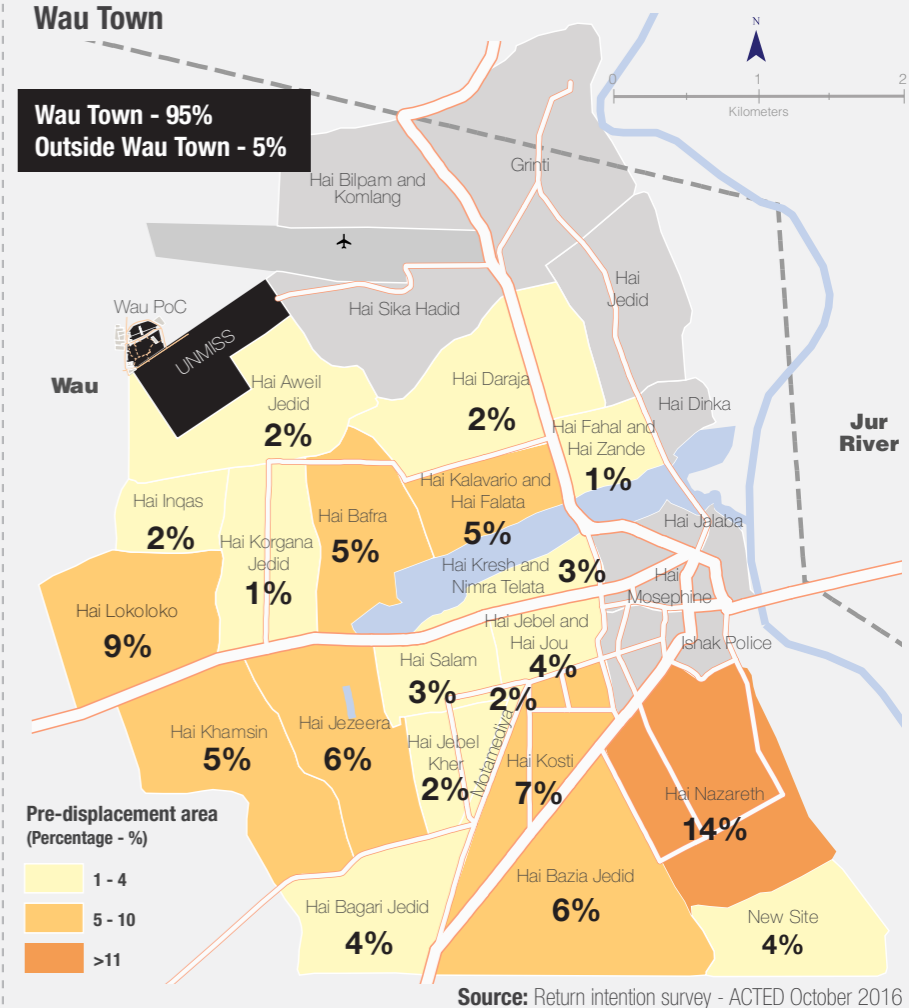 Wau Town
N
0 1 2
Kilometers
Wau Town - 95%
Outside Wau Town - 5%
Grinti
Hai Bilpam and
Komlang
Hai
Jedid
Hai Sika Hadid
Wau PoC
UNMISS
Wau
Hai Aweil
Jedid
2%
Hai Daraja
2%
Hai Dinka
Jur
River
Hai Fahal and
Hai Zande
1%
Hai Kalavario and
Hai Falata
5%
Hai Inqas
2%
Hai Bafra
5%
Hai Korgana
Jedid
1%
Hai Jalaba
Hai Kresh and
Nimra Telata
3%
Hai
Mosephine
Hai Lokoloko
9%
Hai Jebel and
Hai Jou
4%
Ishak Police
Hai Salam
3%
2%
Motamediya
Hai Khamsin
5%
Hai Jezeera
6%
Hai Jebel
Kher
2%
Hai Kosti
7%
Hai Nazareth
14%
Hai Bazia Jedid
6%
Hai Bagari Jedid
4%
New Site
4%
Pre-displacement area
(Percentage - %)
1 - 4
5 - 10
>11
Source: Return intention survey - ACTED October 2016